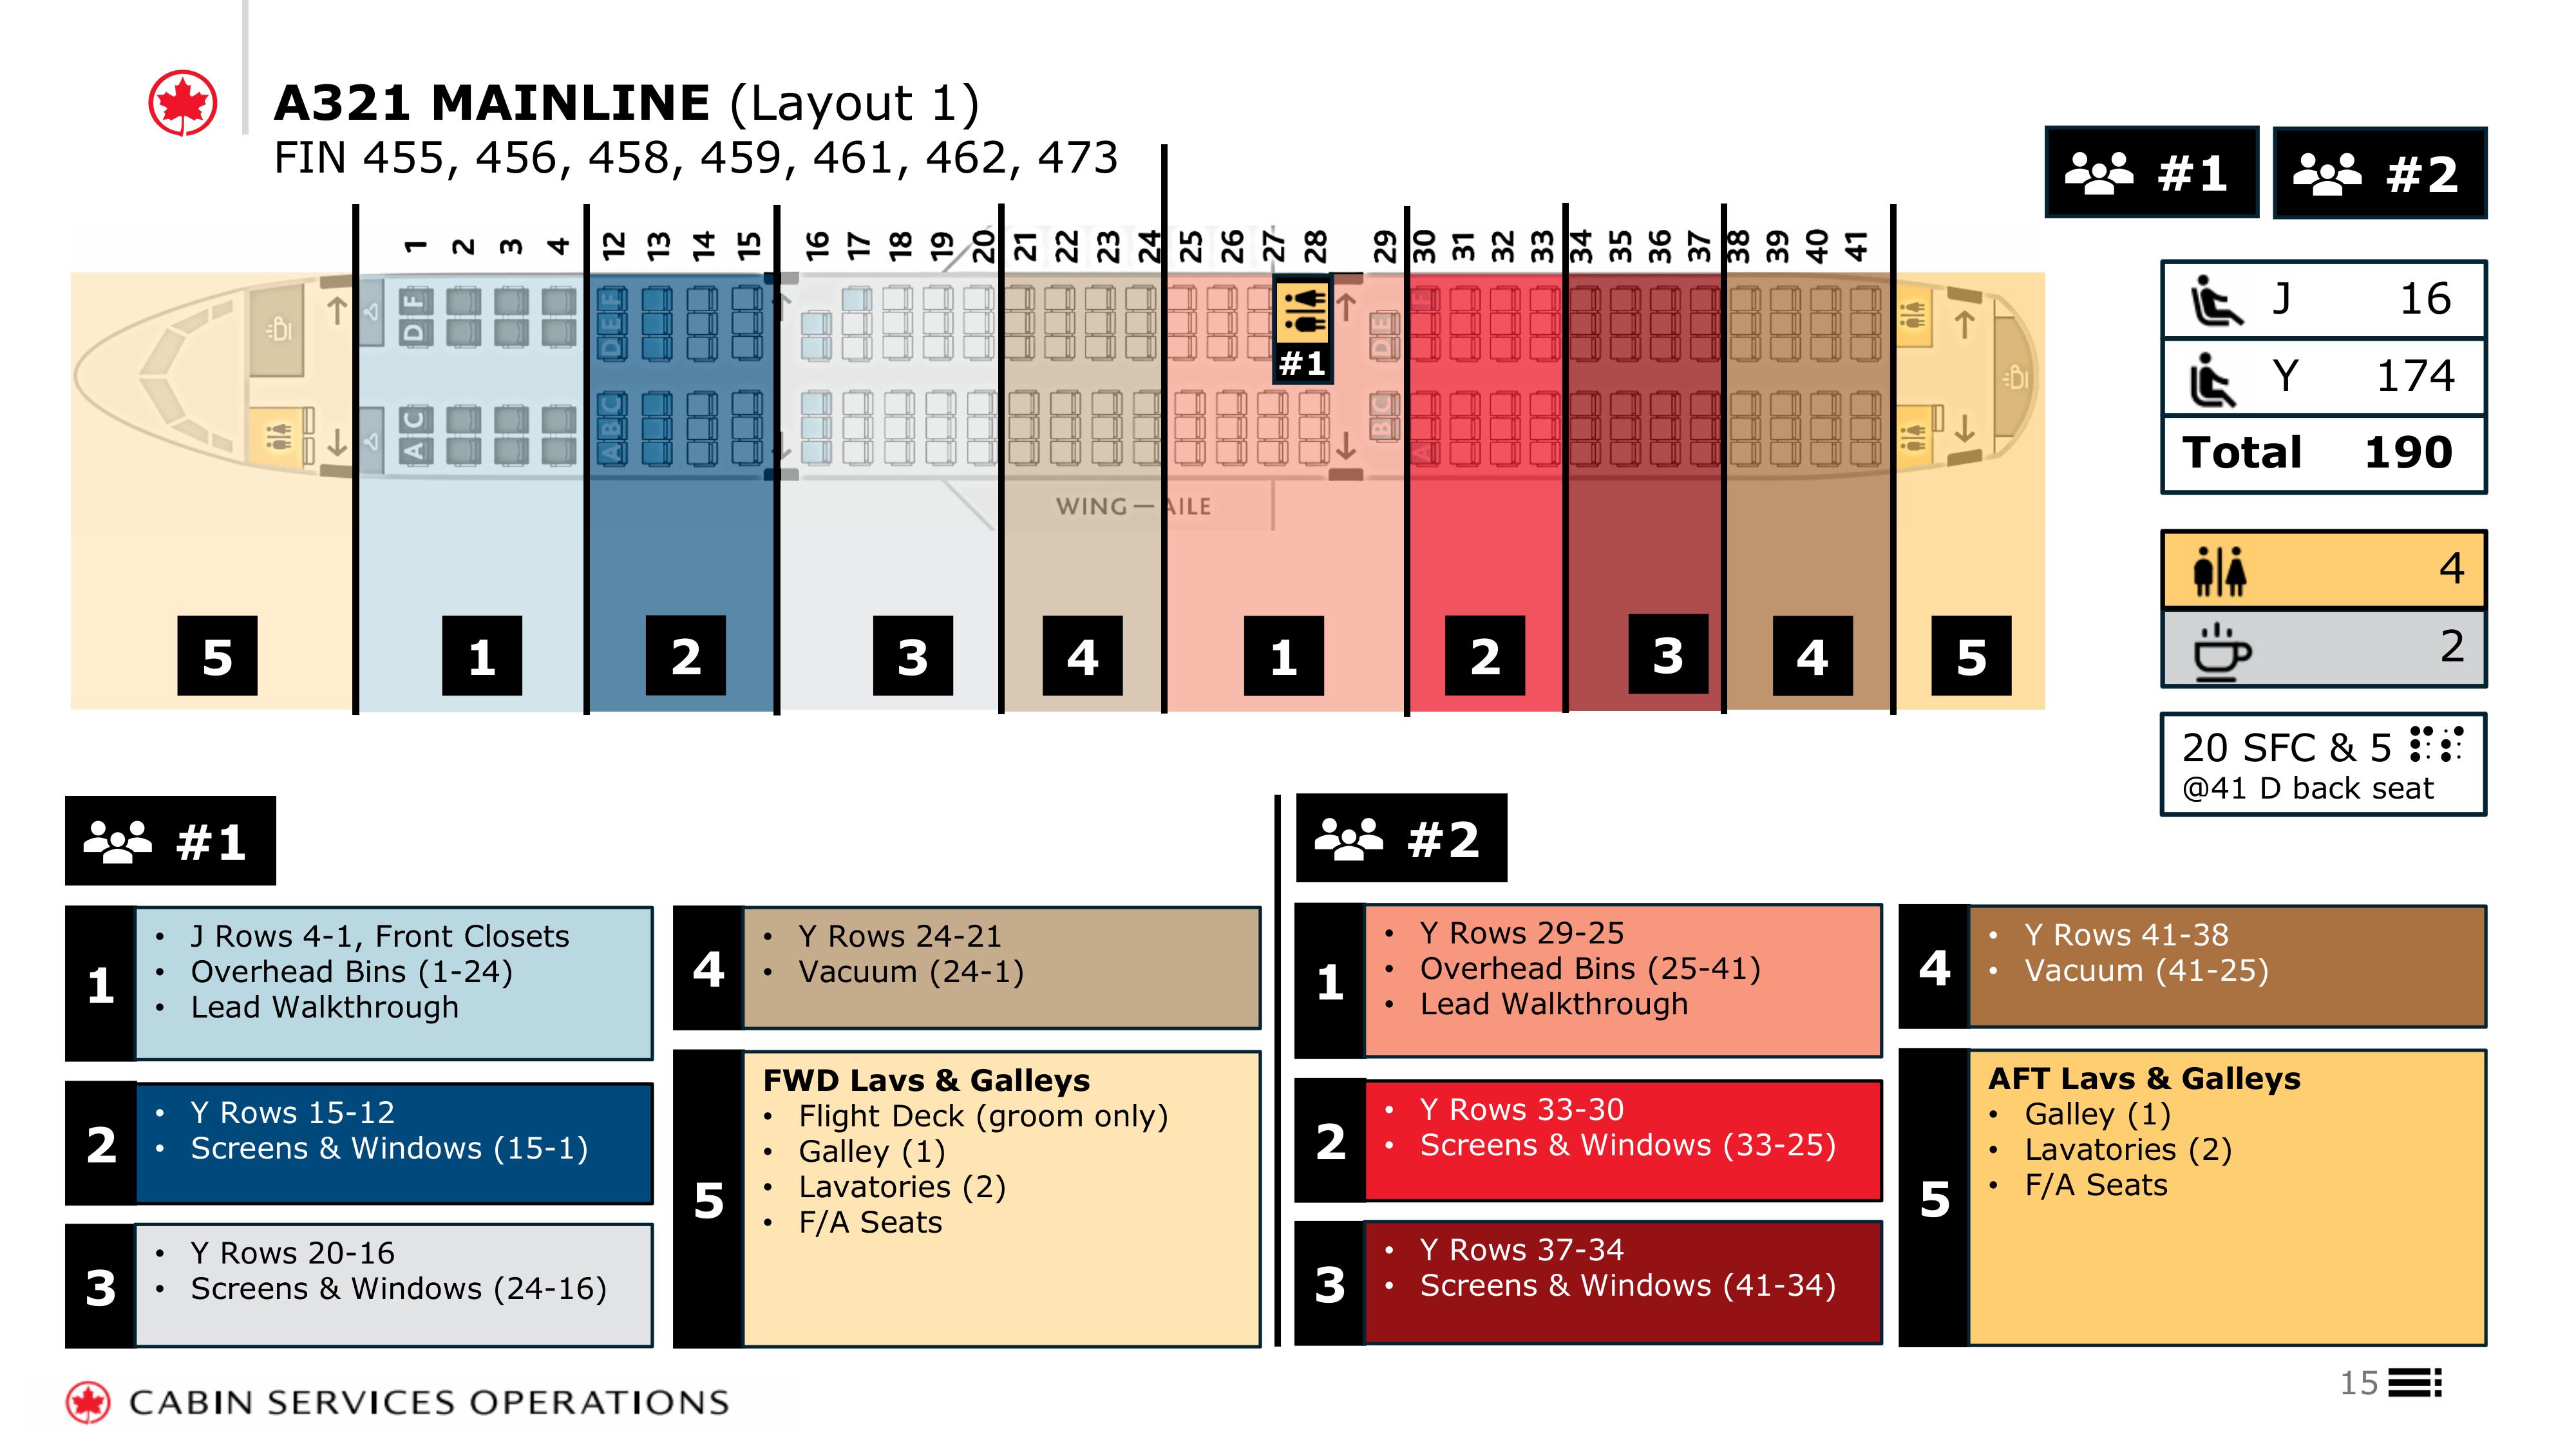 A321 MAINLINE (Layout 1)
FIN 455, 456, 458, 459, 461, 462, 473
#1
#2
1 2 3 4 12 13 14 15 16 17 18 19 20 21 22 23 24 25 26 27 28 29 30 31 32 33 34 35 36 37 38 39 40 41
D F
D E F
D E
F
#1
A C
A B C
B C
A
WING — AILE
5 1 2 3 4 1 2 3 4 5
J 16
Y 174
Total 190
4
2
20 SFC & 5
@41 D back seat
#1
1
• J Rows 4-1, Front Closets
• Overhead Bins (1-24)
• Lead Walkthrough
2
• Y Rows 15-12
• Screens & Windows (15-1)
3
• Y Rows 20-16
• Screens & Windows (24-16)
4
• Y Rows 24-21
• Vacuum (24-1)
5
FWD Lavs & Galleys
• Flight Deck (groom only)
• Galley (1)
• Lavatories (2)
• F/A Seats
#2
1
• Y Rows 29-25
• Overhead Bins (25-41)
• Lead Walkthrough
2
• Y Rows 33-30
• Screens & Windows (33-25)
3
• Y Rows 37-34
• Screens & Windows (41-34)
4
• Y Rows 41-38
• Vacuum (41-25)
5
AFT Lavs & Galleys
• Galley (1)
• Lavatories (2)
• F/A Seats
CABIN SERVICES OPERATIONS
15